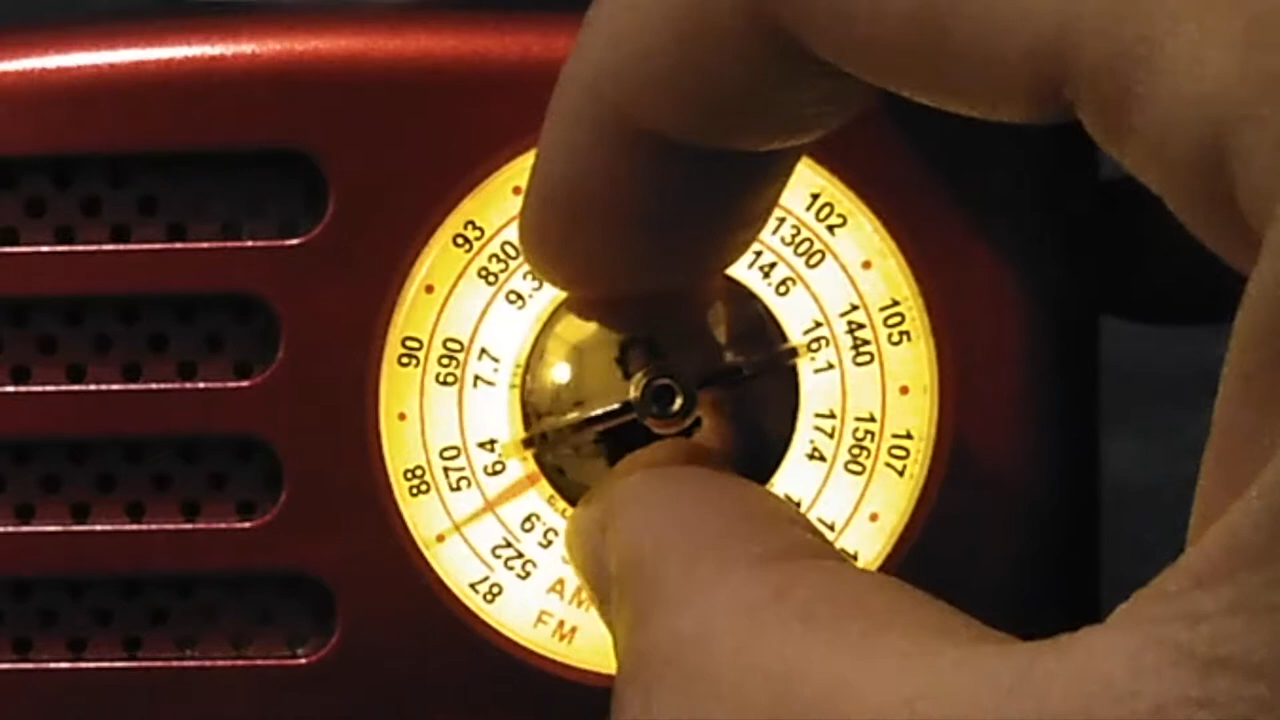 87 88 90 93 102 105 107
522 570 690 830 1300 1440 1560
5.9 6.4 7.7 9.3 14.6 16.1 17.4
AM
FM